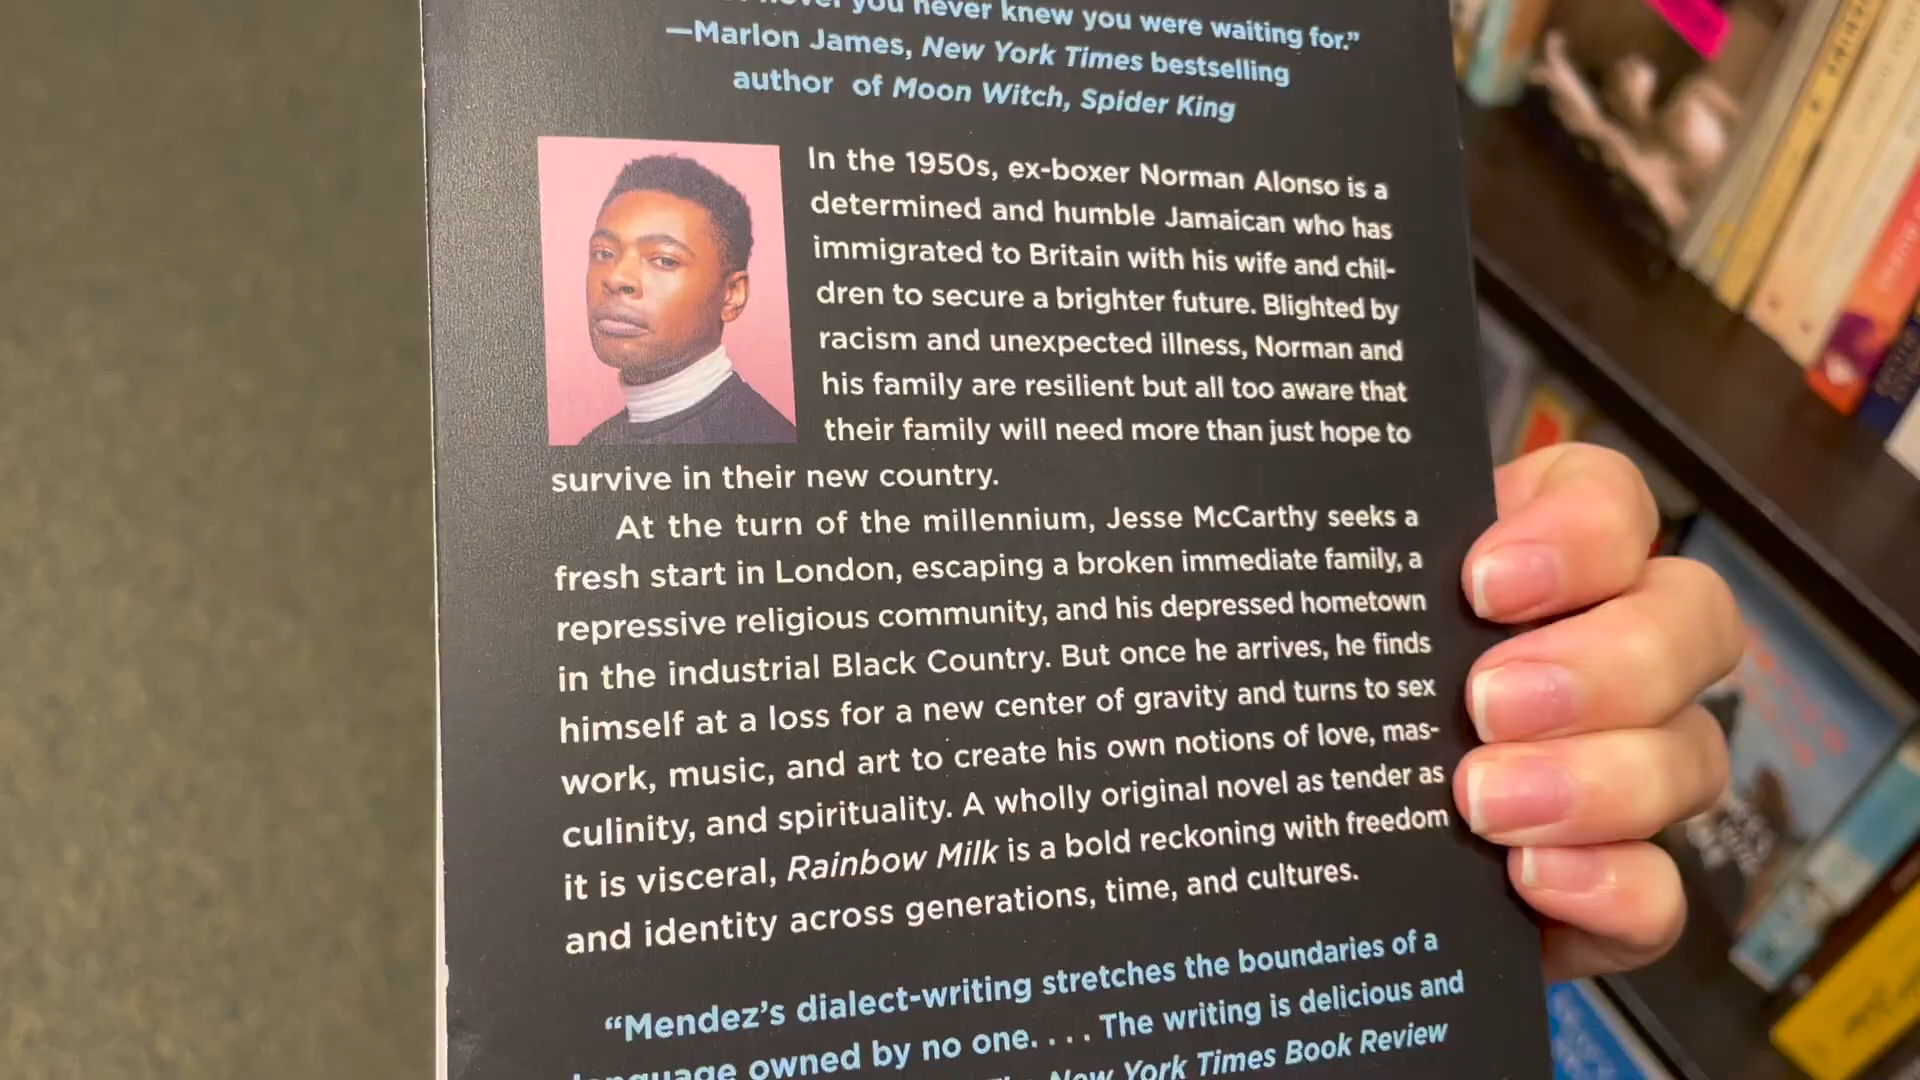 you never knew you were waiting for.”
—Marlon James, New York Times bestselling
author of Moon Witch, Spider King
In the 1950s, ex-boxer Norman Alonso is a
determined and humble Jamaican who has
immigrated to Britain with his wife and chil-
dren to secure a brighter future. Blighted by
racism and unexpected illness, Norman and
his family are resilient but all too aware that
their family will need more than just hope to
survive in their new country.
At the turn of the millennium, Jesse McCarthy seeks a
fresh start in London, escaping a broken immediate family, a
repressive religious community, and his depressed hometown
in the industrial Black Country. But once he arrives, he finds
himself at a loss for a new center of gravity and turns to sex
work, music, and art to create his own notions of love, mas-
culinity, and spirituality. A wholly original novel as tender as
it is visceral, Rainbow Milk is a bold reckoning with freedom
and identity across generations, time, and cultures.
“Mendez’s dialect-writing stretches the boundaries of a
language owned by no one. . . . The writing is delicious and
New York Times Book Review